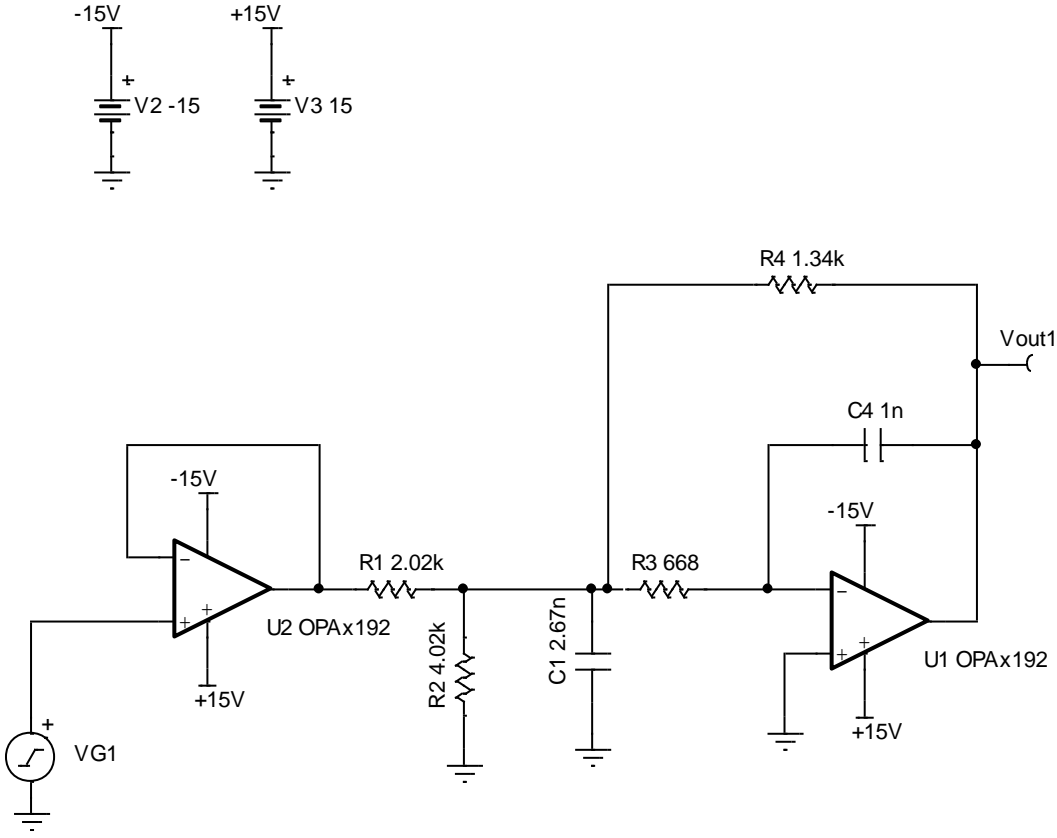 -15V
+15V
+
V2 -15
+
V3 15
R4 1.34k
Vout1
C4 1n
-15V
-15V
R1 2.02k
R3 668
-
-
+
+
U2 OPAx192
R2 4.02k
C1 2.67n
+
+
U1 OPAx192
+15V
+15V
+
VG1